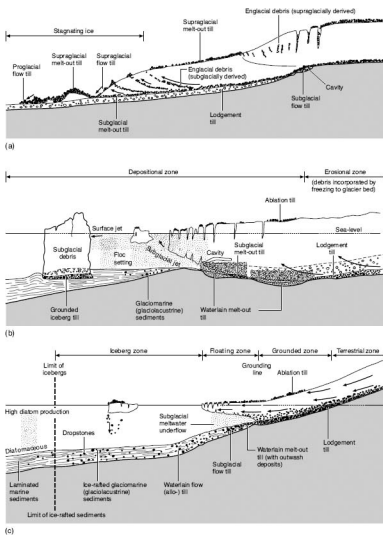 Stagnating ice
Englacial debris (supraglacially derived)
Supraglacial
melt-out till
Proglacial
flow till
Supraglacial
melt-out till
Supraglacial
flow till
Englacial debris
(subglacially derived)
Cavity
Subglacial
flow till
Lodgement
till
Subglacial
melt-out till
(a)
Depositional zone
Erosional zone
(debris incorporated by
freezing to glacier bed)
Ablation till
Surface jet
Sea-level
Subglacial
debris
Floc
setting
Subglacial jet
Cavity
Subglacial
melt-out till
Lodgement
till
Grounded
iceberg till
Glaciomarine
(glaciolacustrine)
sediments
Waterlain melt-out
till
(b)
Iceberg zone
Floating zone
Grounded zone
Terrestrial zone
Limit of
icebergs
Grounding
line
Ablation till
High diatom production
Subglacial
meltwater
underflow
Dropstones
Diatomaceous
Lodgement
till
Waterlain melt-out
till (with outwash
deposits)
Subglacial
flow till
Laminated
marine
sediments
Ice-rafted glaciomarine
(glaciolacustrine) sediments
Waterlain flow
(allo-) till
Limit of ice-rafted sediments
(c)